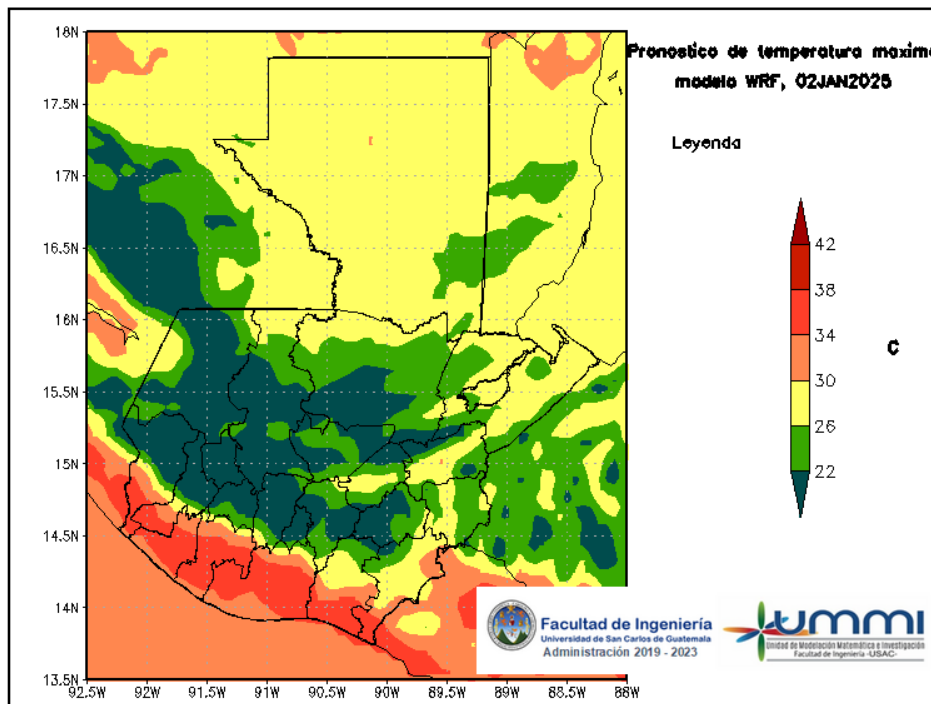 Pronostico de temperatura maxim
modelo WRF, 02JAN2025
Leyenda
42
38
34
30
26
22
C
18N
17.5N
17N
16.5N
16N
15.5N
15N
14.5N
14N
13.5N
92.5W 92W 91.5W 91W 90.5W 90W 89.5W 89W 88.5W 88W
Facultad de Ingeniería
Universidad de San Carlos de Guatemala
Administración 2019 - 2023
ummi
Unidad de Modelación Matemática e Investigación
Facultad de Ingeniería -USAC-